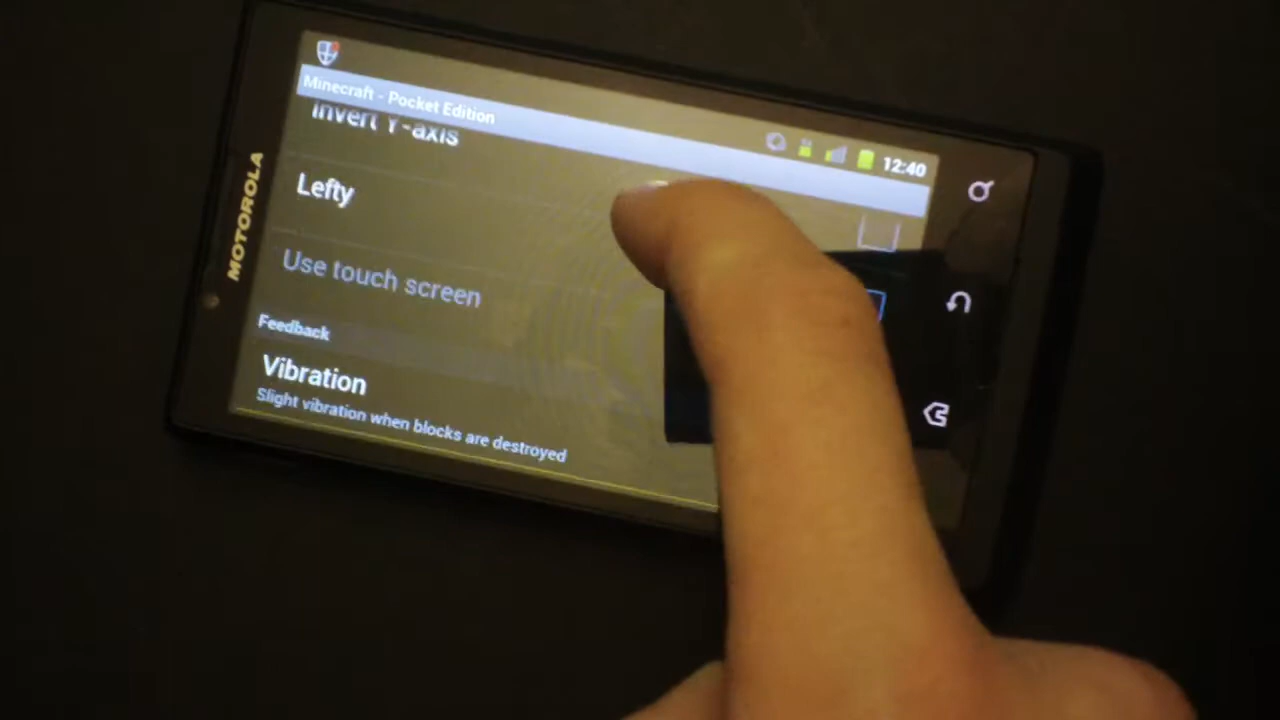 MOTOROLA
12:40
Minecraft - Pocket Edition
Invert Y-axis
Lefty
Use touch screen
Feedback
Vibration
Slight vibration when blocks are destroyed